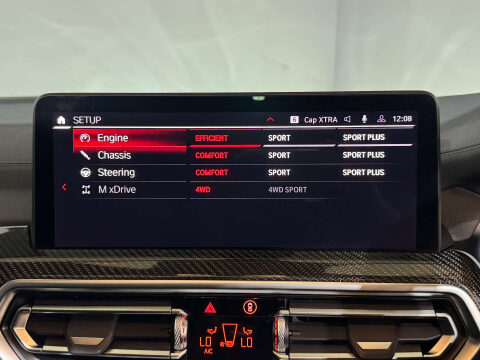 SETUP
6 Cap XTRA 12:08
Engine EFFICIENT SPORT SPORT PLUS
Chassis COMFORT SPORT SPORT PLUS
Steering COMFORT SPORT SPORT PLUS
M xDrive 4WD 4WD SPORT
LO LO
A/C